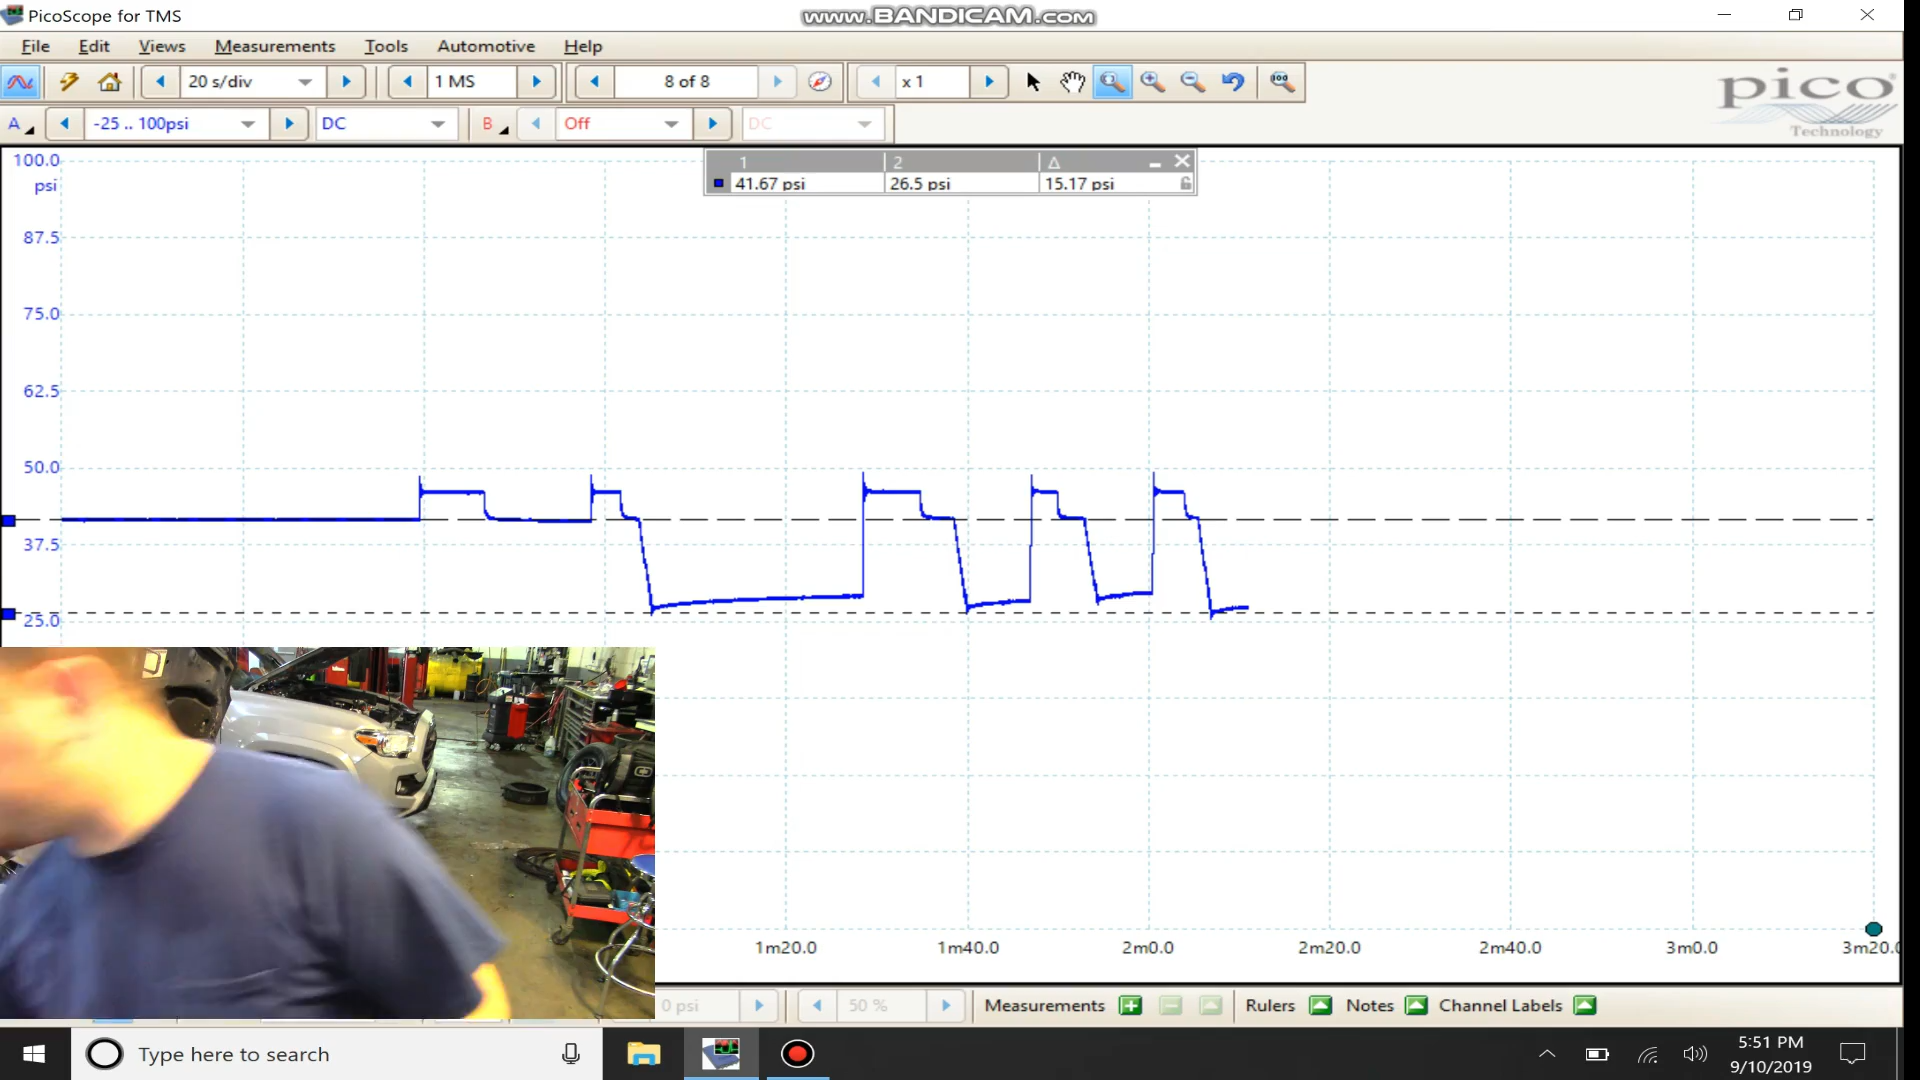 PicoScope for TMS
www.BANDICAM.com
File Edit Views Measurements Tools Automotive Help
20 s/div 1 MS 8 of 8 x 1
pico
Technology
A -25 .. 100psi DC B Off DC
100.0
psi
87.5
75.0
62.5
50.0
37.5
25.0
1 2 Δ
41.67 psi 26.5 psi 15.17 psi
1m20.0 1m40.0 2m0.0 2m20.0 2m40.0 3m0.0 3m20.0
0 psi 50 % Measurements Rulers Notes Channel Labels
Type here to search
5:51 PM
9/10/2019